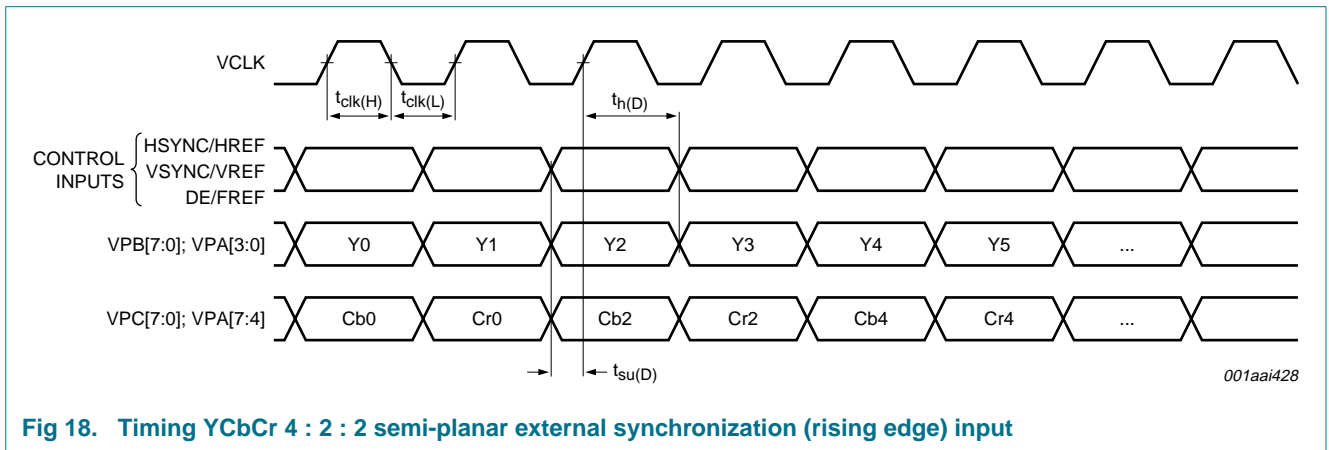 VCLK
tclk(H) tclk(L) th(D)
CONTROL INPUTS
HSYNC/HREF
VSYNC/VREF
DE/FREF
VPB[7:0]; VPA[3:0] Y0 Y1 Y2 Y3 Y4 Y5 ...
VPC[7:0]; VPA[7:4] Cb0 Cr0 Cb2 Cr2 Cb4 Cr4 ...
tsu(D)
001aai428
Fig 18. Timing YCbCr 4 : 2 : 2 semi-planar external synchronization (rising edge) input